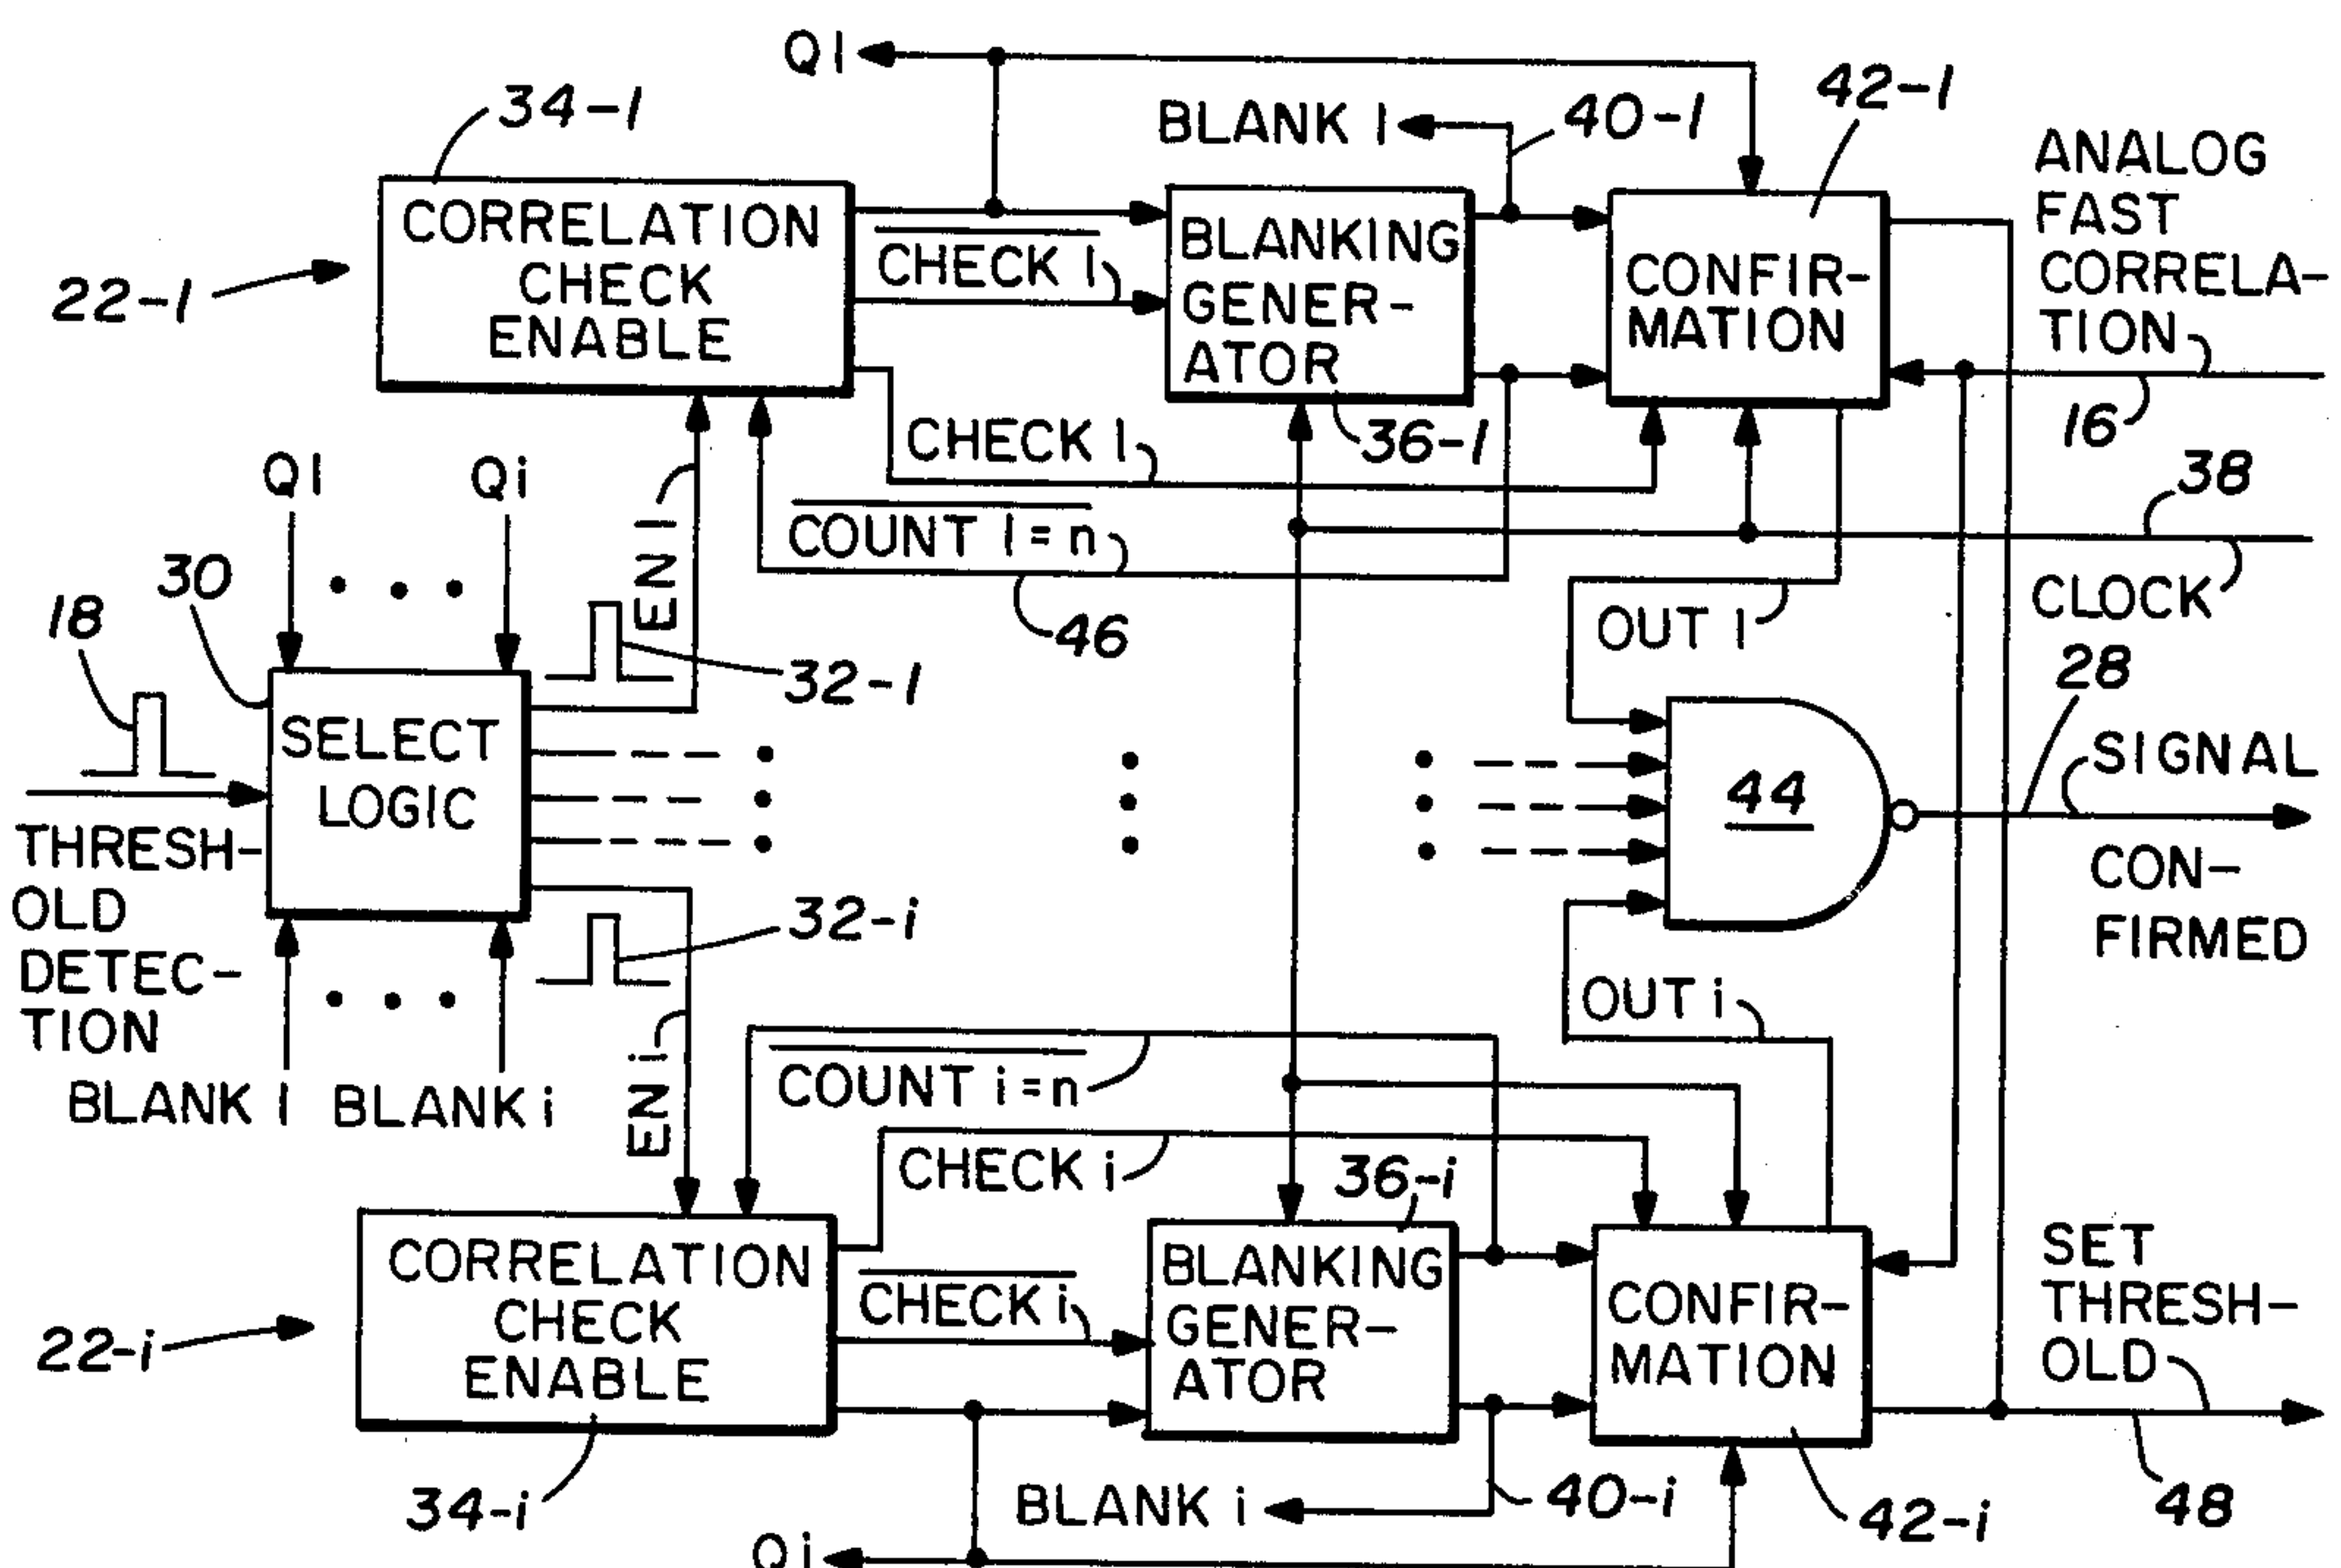 Q1
34-1
BLANK 1
40-1
42-1
ANALOG
FAST
CORRELA-
TION
16
22-1
CORRELATION
CHECK
ENABLE
CHECK 1
BLANKING
GENER-
ATOR
36-1
CONFIR-
MATION
CHECK 1
COUNT 1=n
46
38
CLOCK
Q1
Qi
EN 1
30
18
32-1
OUT 1
28
SELECT
LOGIC
44
SIGNAL
CON-
FIRMED
THRESH-
OLD
DETEC-
TION
32-i
OUT i
BLANK 1
BLANK i
EN i
COUNT i=n
CHECK i
36-i
22-i
CORRELATION
CHECK
ENABLE
CHECK i
BLANKING
GENER-
ATOR
CONFIR-
MATION
SET
THRESH-
OLD
34-i
BLANK i
40-i
42-i
48
Qi